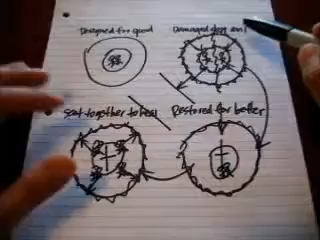 Designed for good
Damaged by evil
Restored for better
Sent together to heal